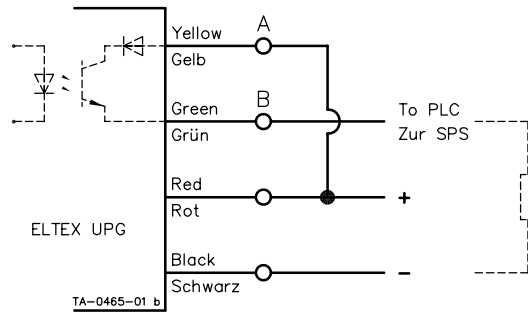 Yellow
A
Gelb
Green
B
To PLC
Grün
Zur SPS
Red
+
Rot
ELTEX UPG
Black
-
Schwarz
TA-0465-01 b